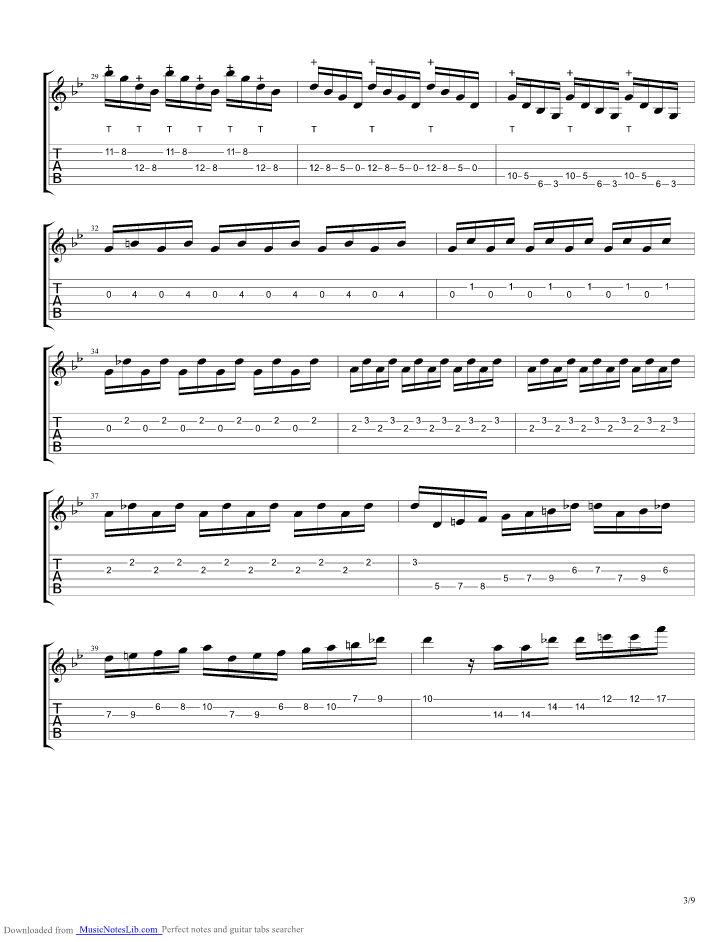 29
T T T T T T T T T T T T
T 11 8 11 8 11 8
A 12 8 12 8 12 8 12 8 5 0 12 8 5 0 12 8 5 0
B 10 5 6 3 10 5 6 3 10 5 6 3
32
T 1 1 1 1 1 1
A 0 4 0 4 0 4 0 4 0 4 0 4 0 0 0 0 0 0
B
34
T 2 2 2 2 2 2 3 3 3 3 3 3 3 3 3 3 3 3
A 0 0 0 0 0 0 2 2 2 2 2 2 2 2 2 2 2 2
B
37
T 2 2 2 2 2 2 3
A 2 2 2 2 2 2 6 7 6
B 5 7 8 5 7 9 7 9
39
7 9 10 12 12 17
T 6 8 10 6 8 10 14 14
A 7 9 7 9 14 14
B
3/9
Downloaded from MusicNotesLib.com Perfect notes and guitar tabs searcher